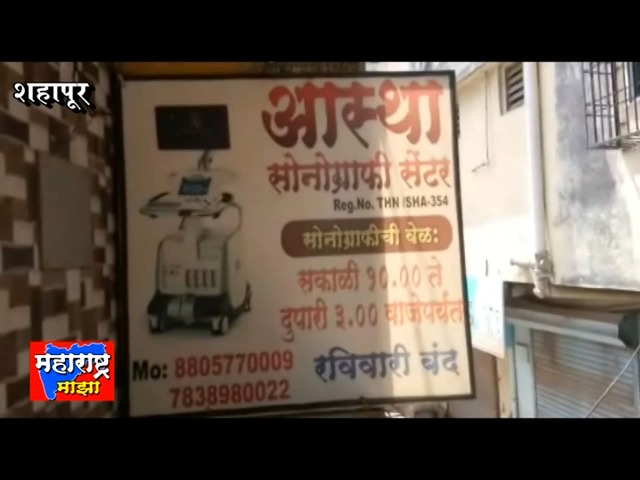 शहापूर
आस्था
सोनोग्राफी सेंटर
Reg.No. THN/SHA-354
सोनोग्राफीची वेळ:
सकाळी १०.०० ते
दुपारी ३.०० वाजेपर्यंत
रविवारी बंद
Mo: 8805770009
7838980022
महाराष्ट्र
माझा